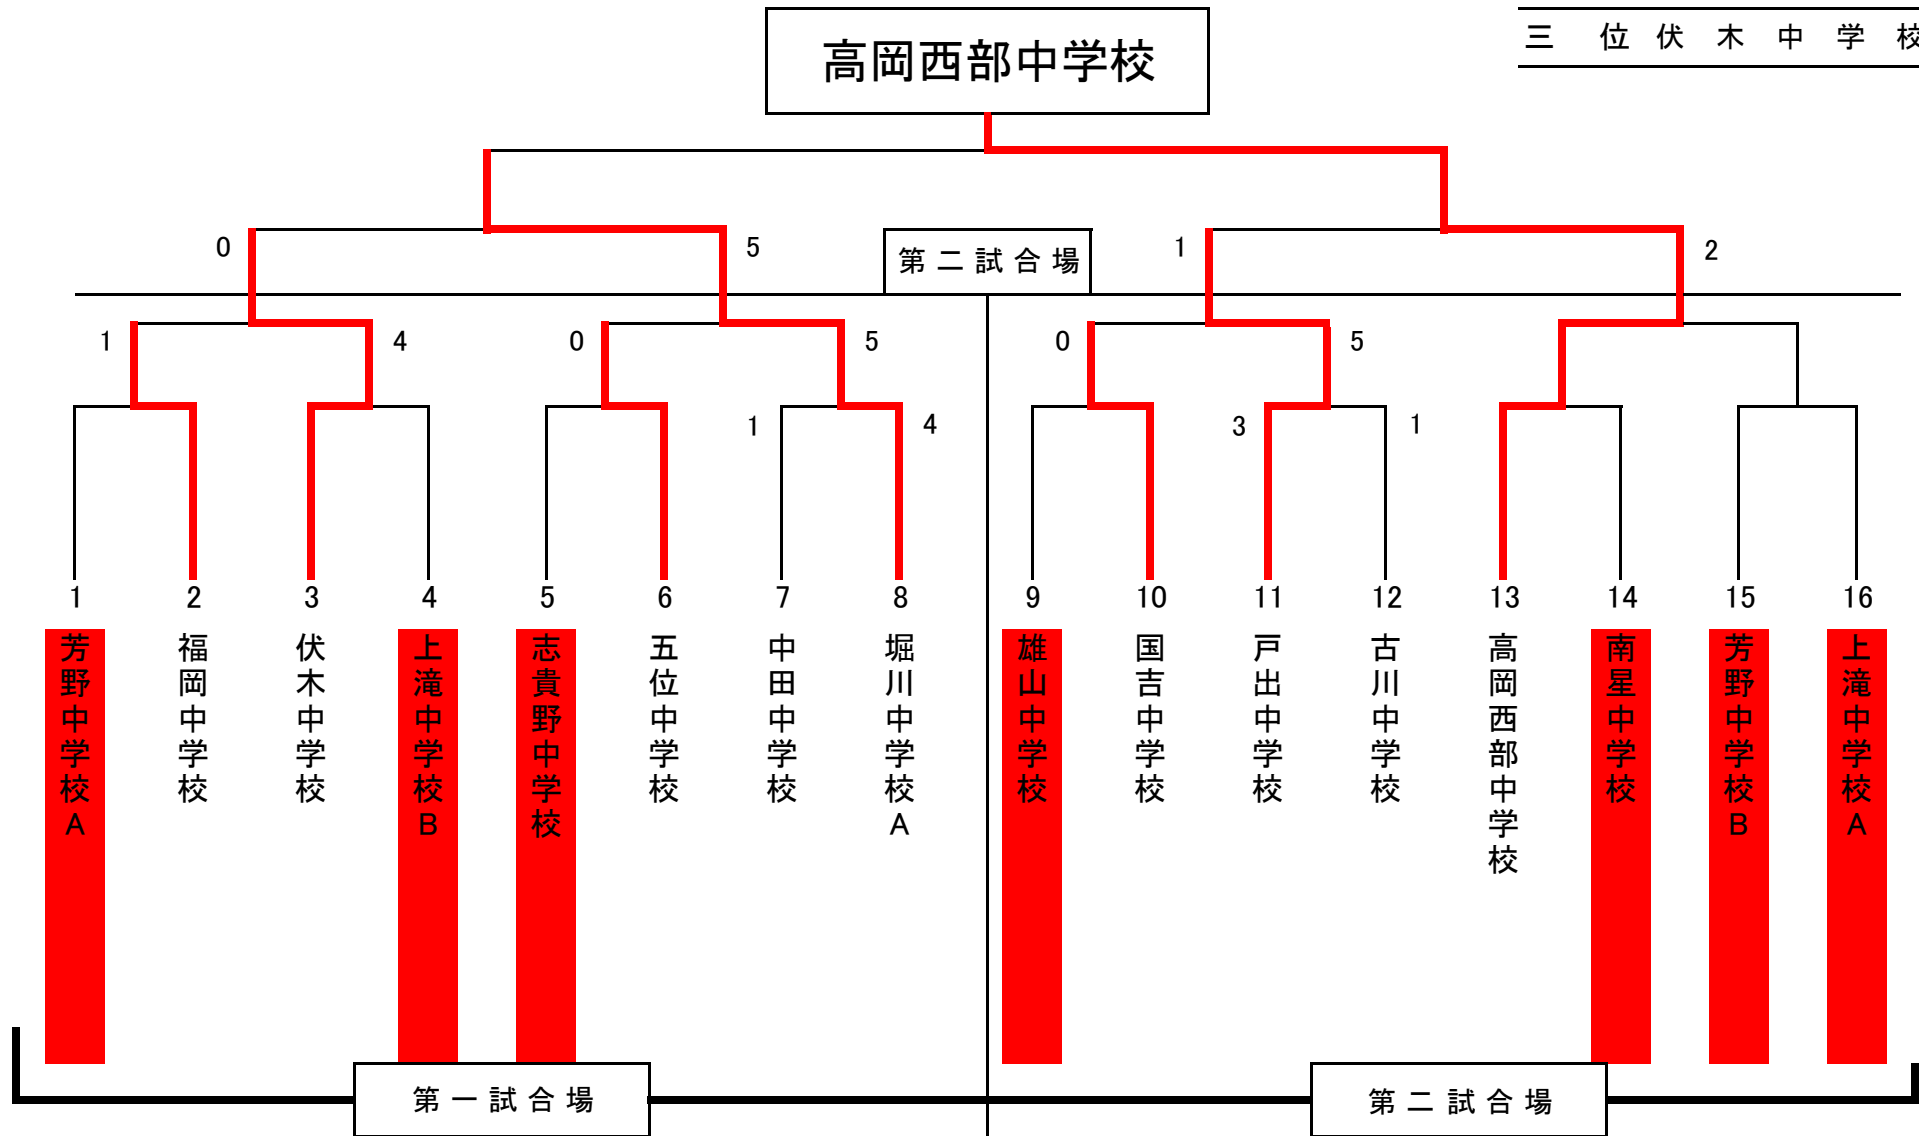 高岡西部中学校
三 位 伏 木 中 学 校
0 5 第二試合場 1 2
1 4 0 5 0 5
1 4 3 1
1 2 3 4 5 6 7 8 9 10 11 12 13 14 15 16
芳野中学校A
福岡中学校
伏木中学校
上滝中学校B
志貴野中学校
五位中学校
中田中学校
堀川中学校A
雄山中学校
国吉中学校
戸出中学校
古川中学校
高岡西部中学校
南星中学校
芳野中学校B
上滝中学校A
第一試合場
第二試合場